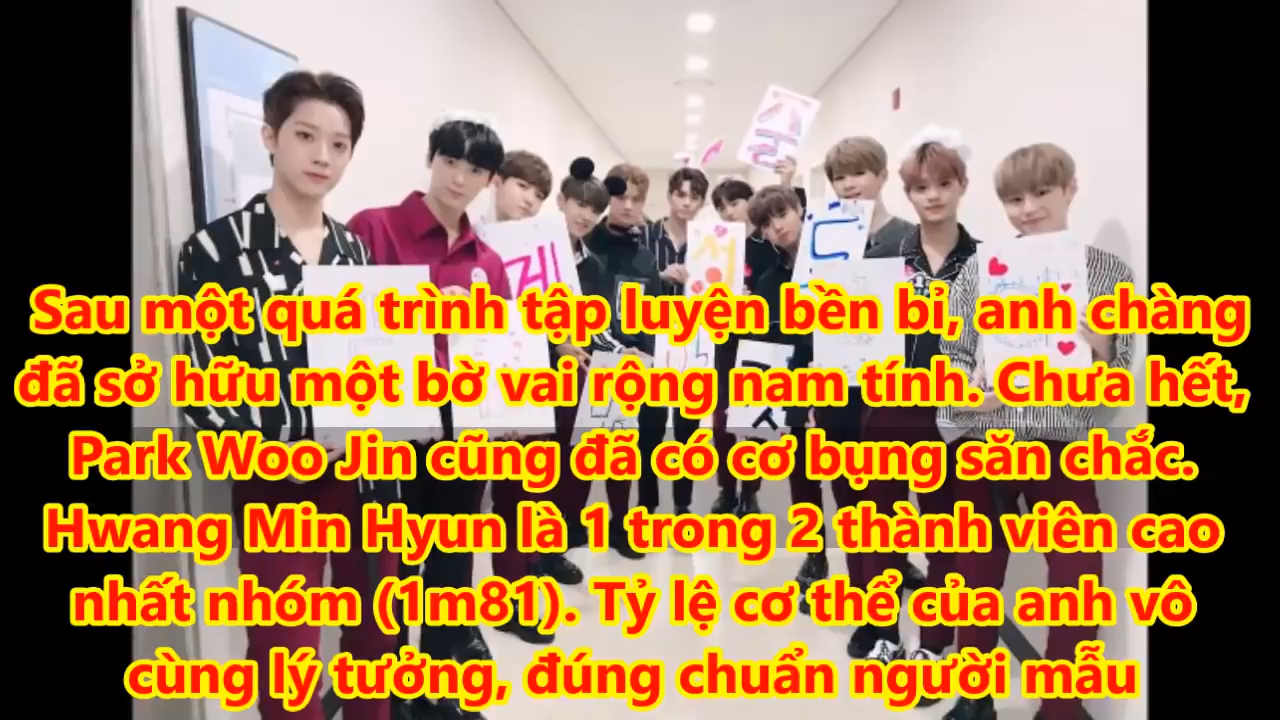 순
게
성
Sau một quá trình tập luyện bền bỉ, anh chàng
đã sở hữu một bờ vai rộng nam tính. Chưa hết,
Park Woo Jin cũng đã có cơ bụng săn chắc.
Hwang Min Hyun là 1 trong 2 thành viên cao
nhất nhóm (1m81). Tỷ lệ cơ thể của anh vô
cùng lý tưởng, đúng chuẩn người mẫu